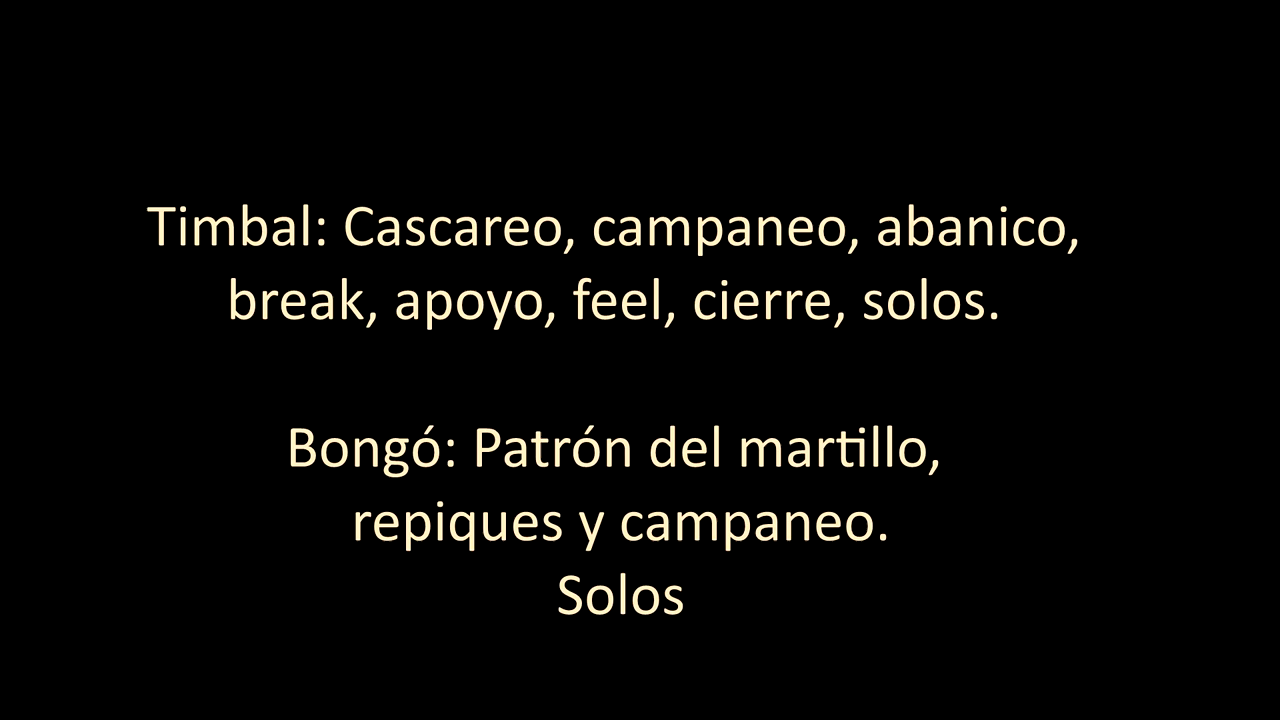 Timbal: Cascareo, campaneo, abanico,
break, apoyo, feel, cierre, solos.
Bongó: Patrón del martillo,
repiques y campaneo.
Solos